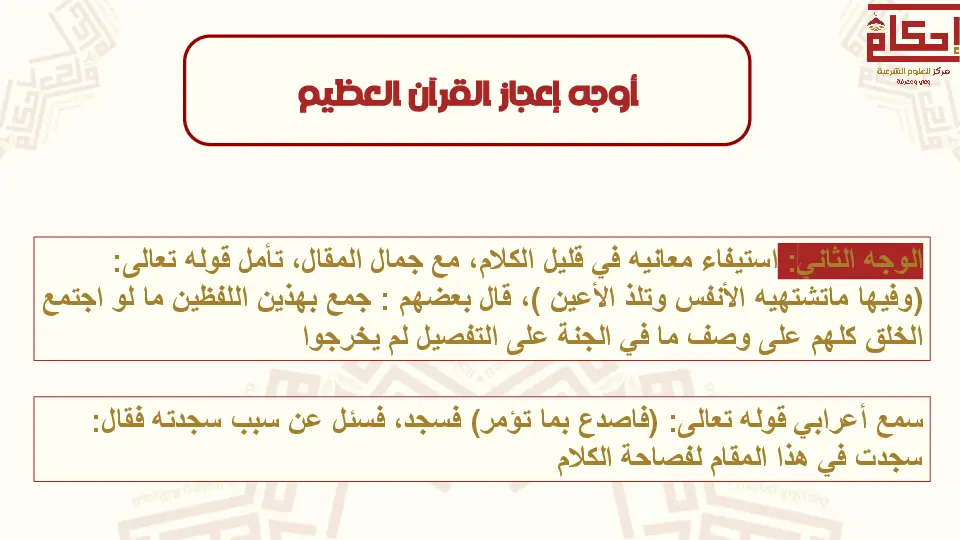 إحكام
مركز للعلوم الشرعية
وعي ومعرفة
أوجه إعجاز القرآن العظيم
الوجه الثاني: استيفاء معانيه في قليل الكلام، مع جمال المقال، تأمل قوله تعالى:
(وفيها ماتشتهيه الأنفس وتلذ الأعين )، قال بعضهم : جمع بهذين اللفظين ما لو اجتمع
الخلق كلهم على وصف ما في الجنة على التفصيل لم يخرجوا
سمع أعرابي قوله تعالى: (فاصدع بما تؤمر) فسجد، فسئل عن سبب سجدته فقال:
سجدت في هذا المقام لفصاحة الكلام